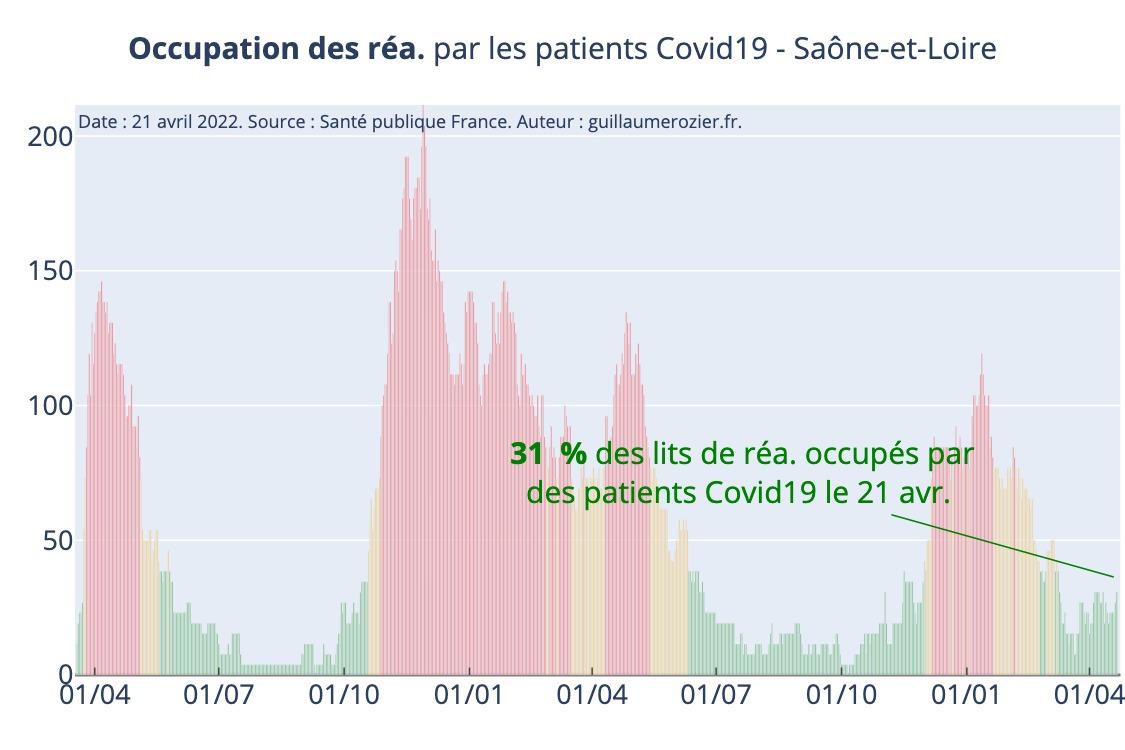 Occupation des réa. par les patients Covid19 - Saône-et-Loire
Date : 21 avril 2022. Source : Santé publique France. Auteur : guillaumerozier.fr.
200
150
100
31 % des lits de réa. occupés par
des patients Covid19 le 21 avr.
50
0
01/04 01/07 01/10 01/01 01/04 01/07 01/10 01/01 01/04